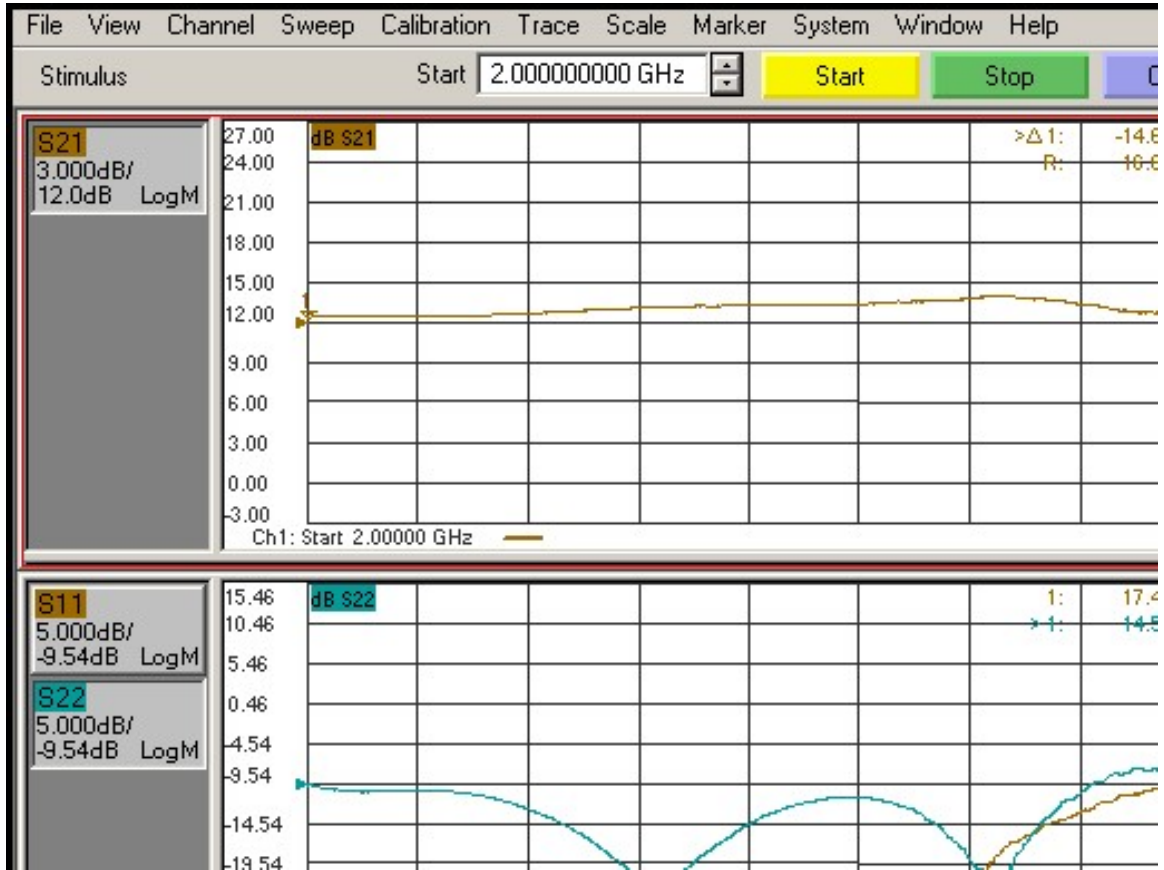 File View Channel Sweep Calibration Trace Scale Marker System Window Help
Stimulus Start 2.000000000 GHz Start Stop
S21
3.000dB/
12.0dB LogM
27.00 dB S21 >Δ 1:
24.00 R:
21.00
18.00
15.00
1
12.00
9.00
6.00
3.00
0.00
-3.00
Ch1: Start 2.00000 GHz
S11
5.000dB/
-9.54dB LogM
S22
5.000dB/
-9.54dB LogM
15.46 dB S22 1:
10.46 > 1:
5.46
0.46
-4.54
-9.54
-14.54
-19.54